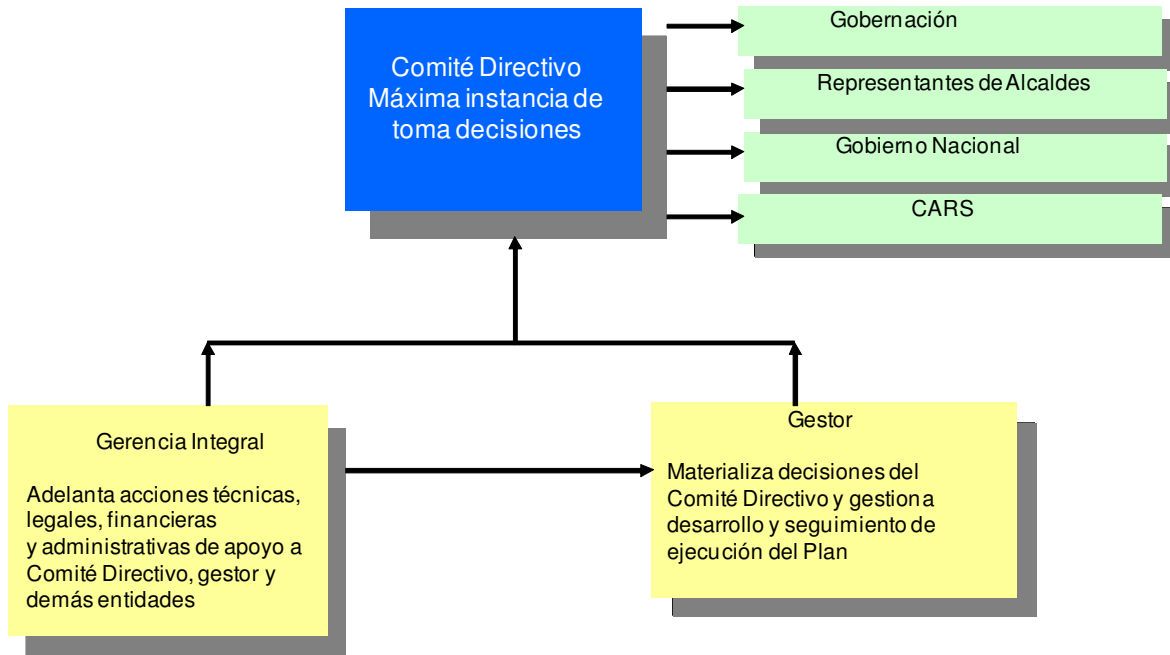 Comité Directivo
Máxima instancia de
toma decisiones
Gobernación
Representantes de Alcaldes
Gobierno Nacional
CARS
Gerencia Integral
Adelanta acciones técnicas,
legales, financieras
y administrativas de apoyo a
Comité Directivo, gestor y
demás entidades
Gestor
Materializa decisiones del
Comité Directivo y gestiona
desarrollo y seguimiento de
ejecución del Plan